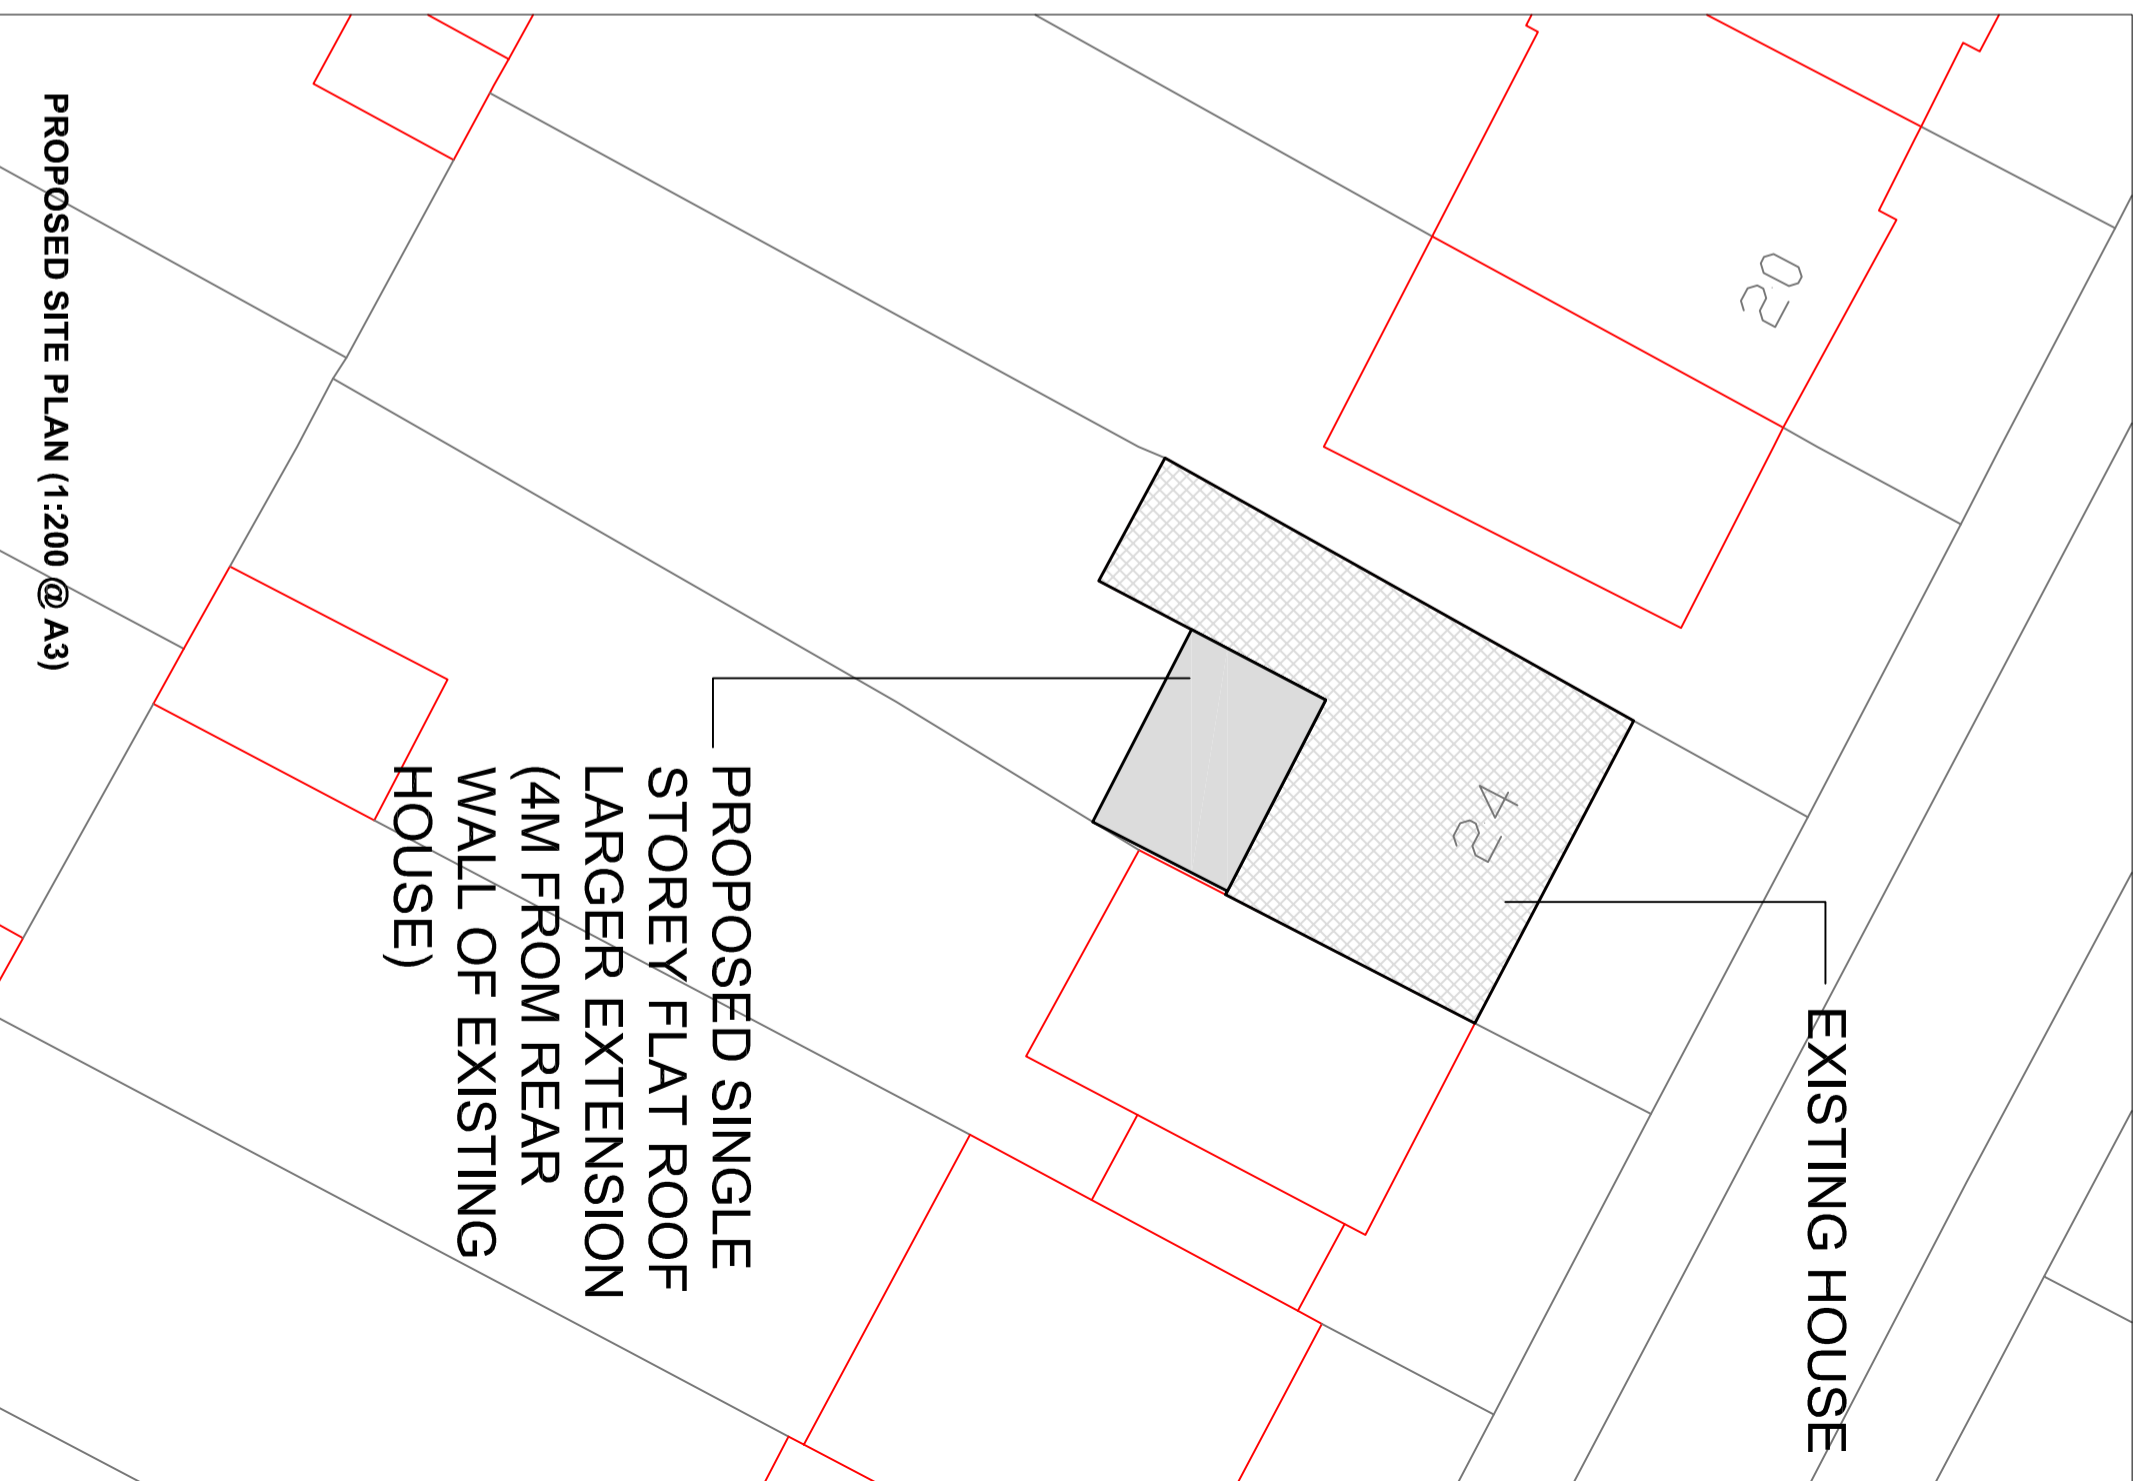 EXISTING HOUSE
20
24
PROPOSED SINGLE
STOREY FLAT ROOF
LARGER EXTENSION
(4M FROM REAR
WALL OF EXISTING
HOUSE)
PROPOSED SITE PLAN (1:200 @ A3)